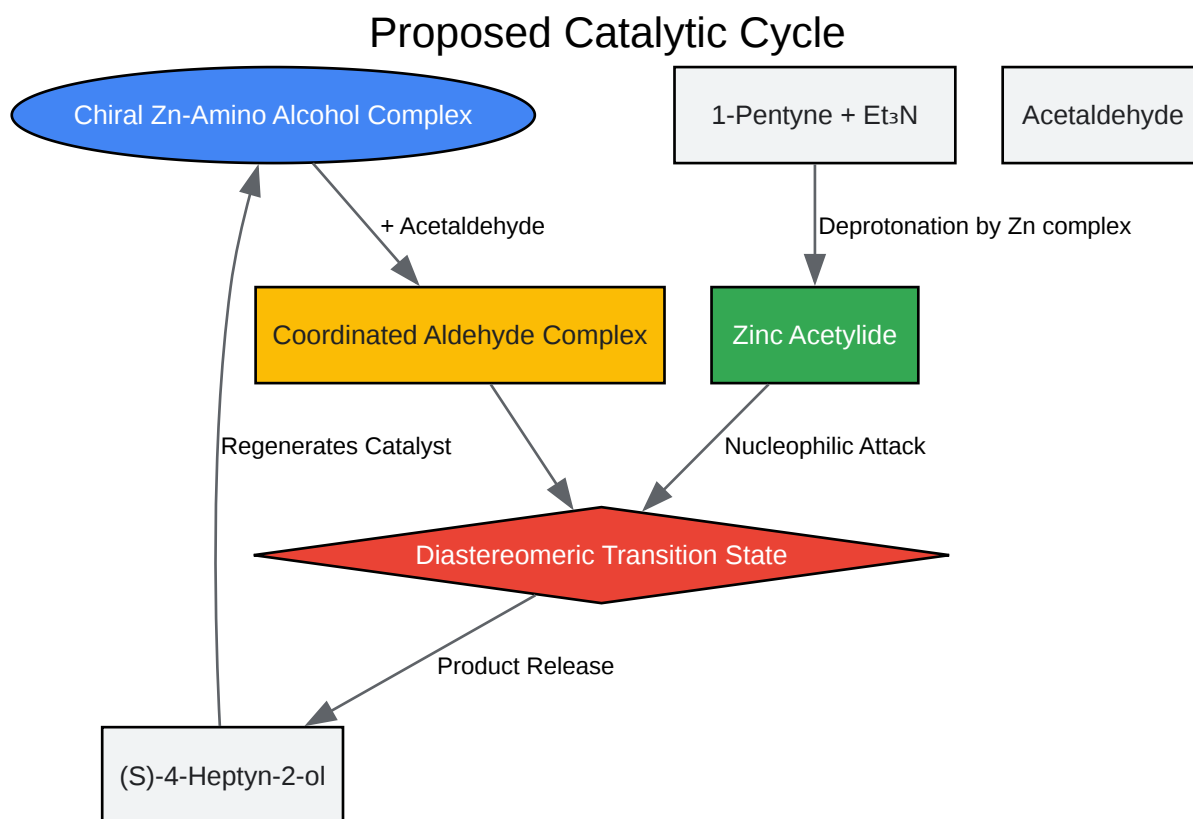 Proposed Catalytic Cycle
Chiral Zn-Amino Alcohol Complex
1-Pentyne + Et₃N
Acetaldehyde
+ Acetaldehyde
Deprotonation by Zn complex
Coordinated Aldehyde Complex
Zinc Acetylide
Regenerates Catalyst
Nucleophilic Attack
Diastereomeric Transition State
Product Release
(S)-4-Heptyn-2-ol